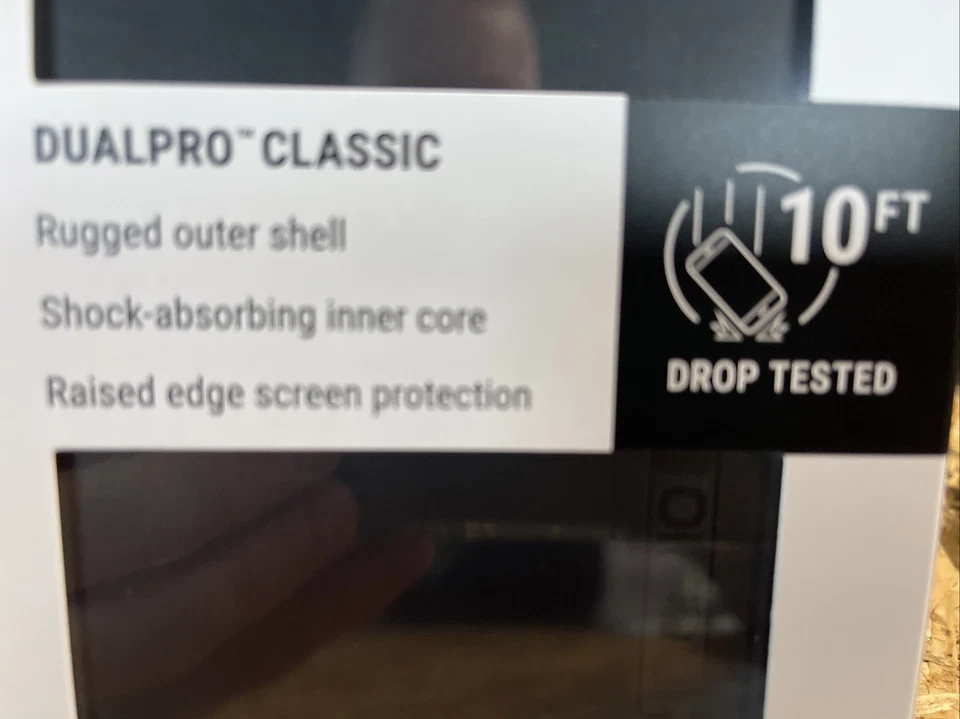 DUALPRO™ CLASSIC
Rugged outer shell
Shock-absorbing inner core
Raised edge screen protection
10FT
DROP TESTED